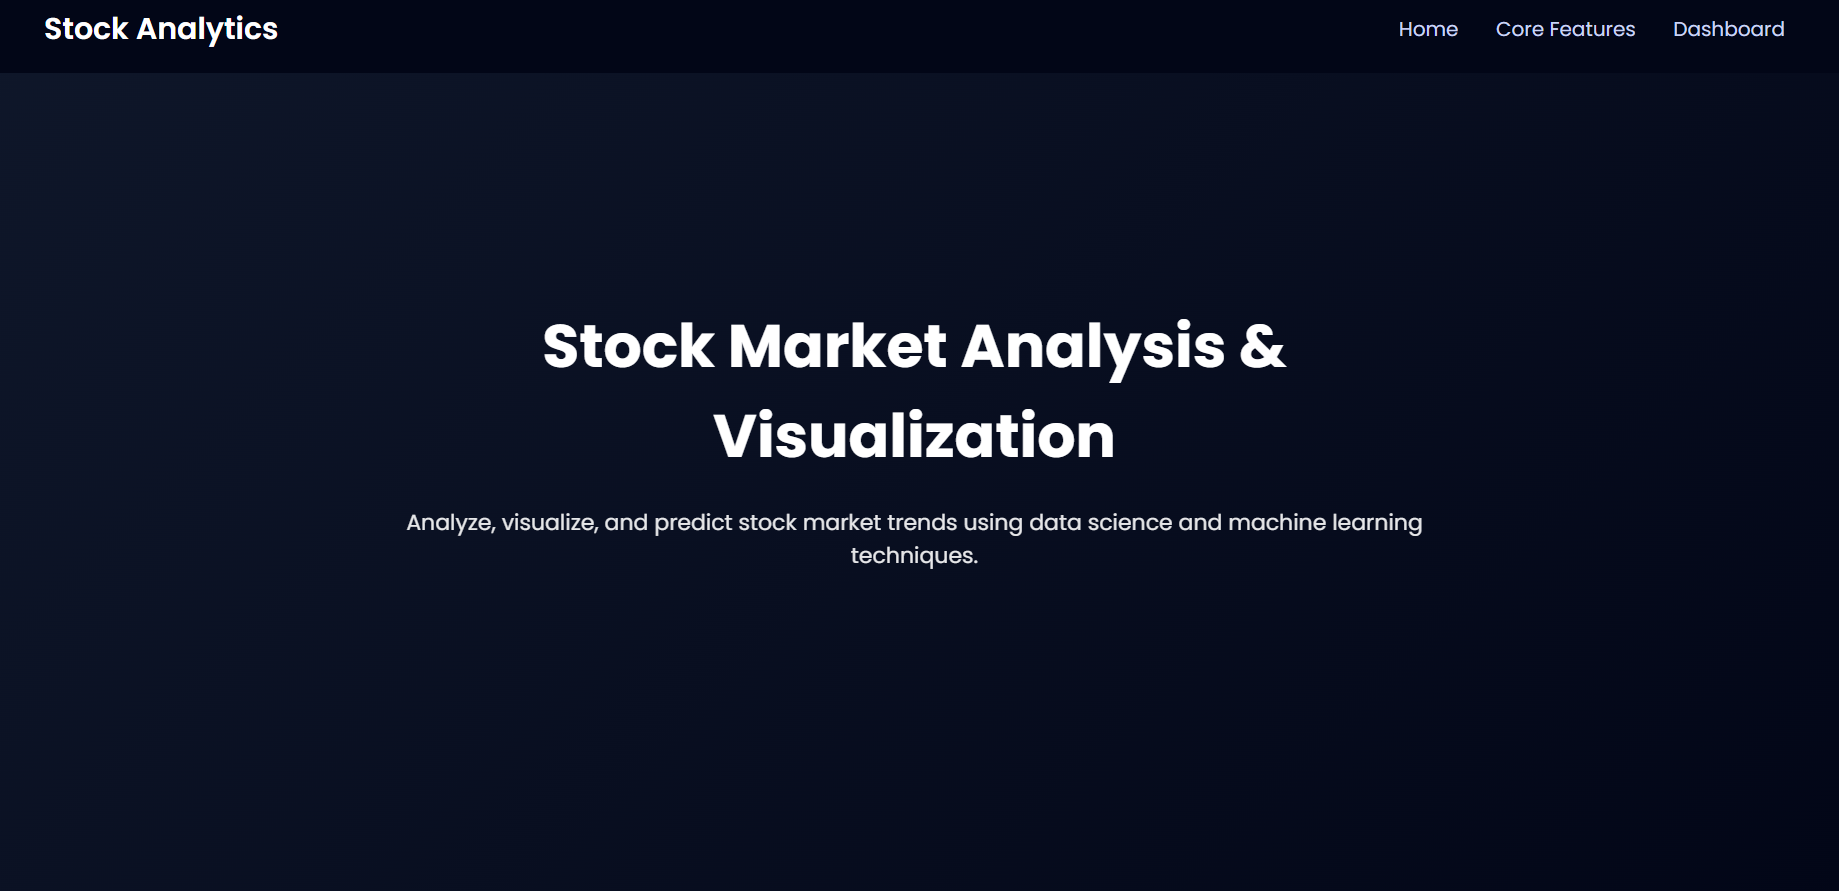 Stock Analytics
Home
Core Features
Dashboard
Stock Market Analysis &
Visualization
Analyze, visualize, and predict stock market trends using data science and machine learning
techniques.